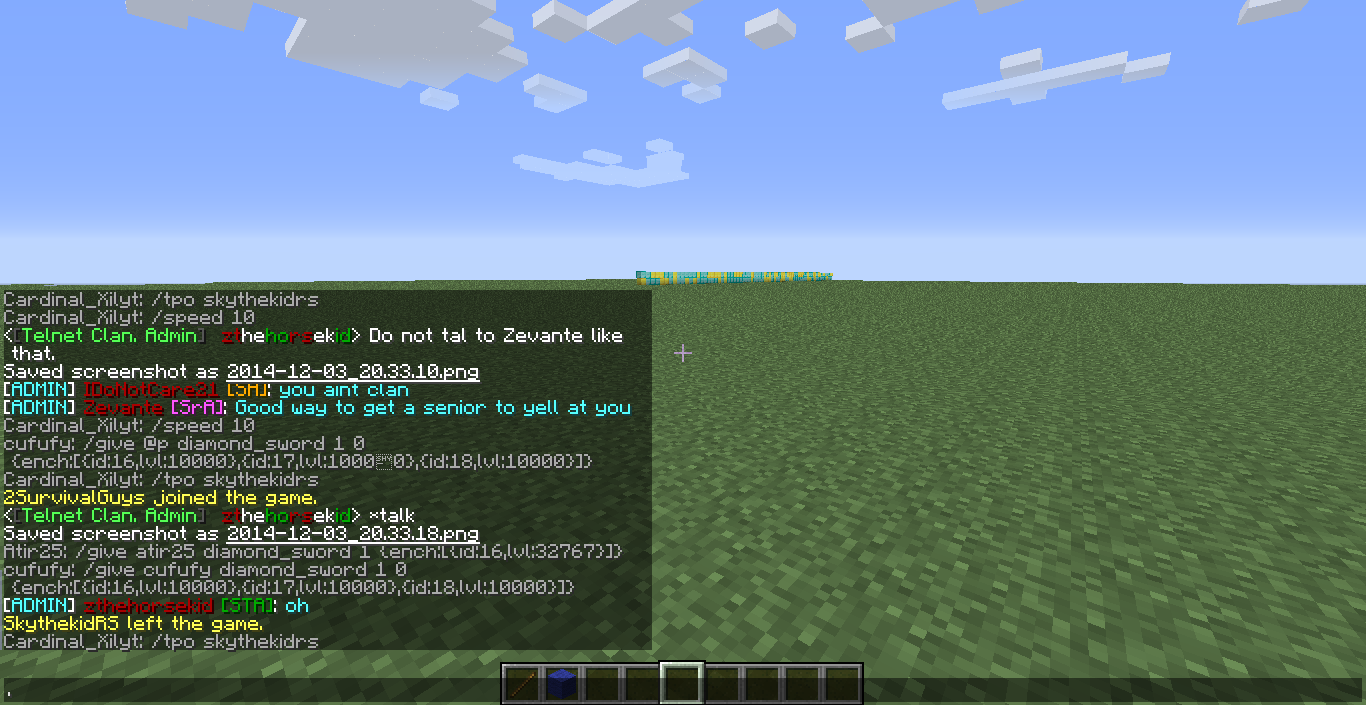 Cardinal_Xilyt: /tpo skythekidrs
Cardinal_Xilyt: /speed 10
<[Telnet Clan. Admin] zthehorsekid> Do not tal to Zevante like
that.
Saved screenshot as 2014-12-03_20.33.10.png
[ADMIN] IDoNotCare21 [SA]: you aint clan
[ADMIN] Zevante [SrA]: Good way to get a senior to yell at you
Cardinal_Xilyt: /speed 10
cufufy: /give @p diamond_sword 1 0
{ench:[{id:16,lvl:10000},{id:17,lvl:10000},{id:18,lvl:10000}]}
Cardinal_Xilyt: /tpo skythekidrs
2SurvivalGuys joined the game.
<[Telnet Clan. Admin] zthehorsekid> *talk
Saved screenshot as 2014-12-03_20.33.18.png
Atir25: /give atir25 diamond_sword 1 {ench:[{id:16,lvl:32767}]}
cufufy: /give cufufy diamond_sword 1 0
{ench:[{id:16,lvl:10000},{id:17,lvl:10000},{id:18,lvl:10000}]}
[ADMIN] zthehorsekid [STA]: oh
SkythekidRS left the game.
Cardinal_Xilyt: /tpo skythekidrs